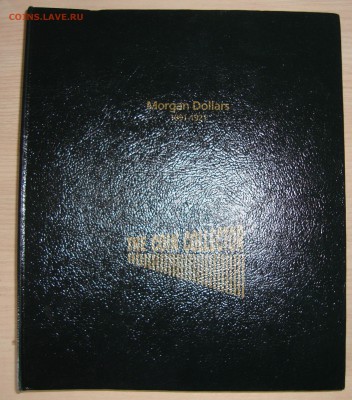 COINS.LAVE.RU
Morgan Dollars
1891-1921
THE COIN COLLECTOR